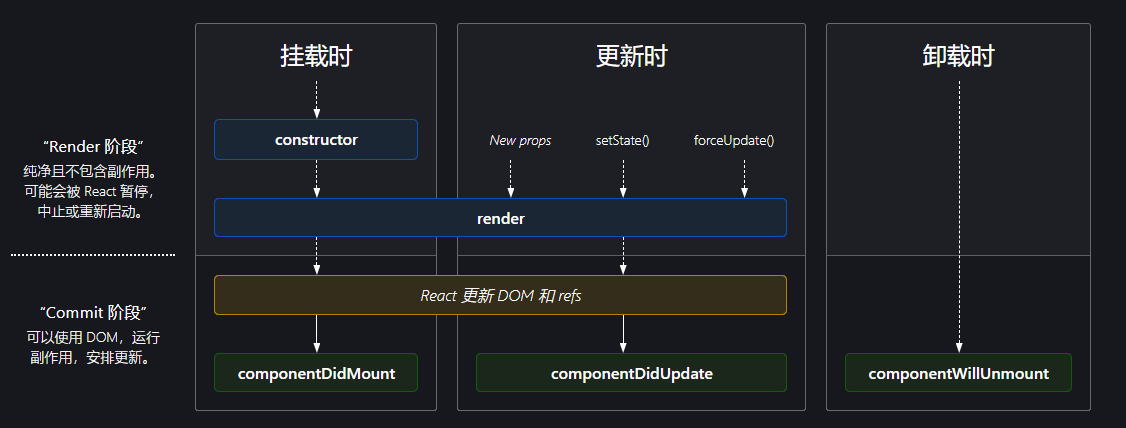 挂载时
更新时
卸载时
constructor
New props
setState()
forceUpdate()
“Render 阶段”
纯净且不包含副作用。
可能会被 React 暂停，
中止或重新启动。
render
React 更新 DOM 和 refs
“Commit 阶段”
可以使用 DOM，运行
副作用，安排更新。
componentDidMount
componentDidUpdate
componentWillUnmount